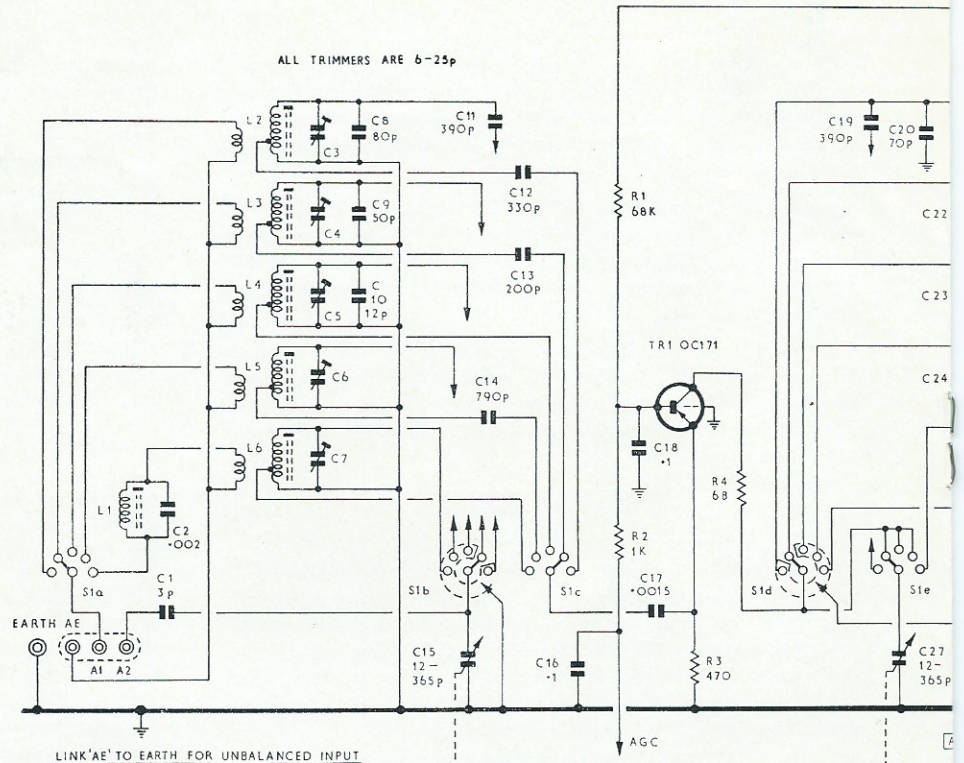 ALL TRIMMERS ARE 6-25p
L2
C3
C8
80p
C11
390p
C12
330p
L3
C4
C9
50p
C13
200p
L4
C5
C
10
12p
L5
C6
C14
790p
L6
C7
L1
C2
·002
S1a
C1
3p
EARTH
AE
A1
A2
S1b
C15
12-
365p
S1c
C16
·1
C17
·0015
R1
68K
R2
1K
TR1 OC171
C18
·1
R3
470
R4
68
AGC
C19
390p
C20
70p
C22
C23
C24
S1d
S1e
C27
12-
365p
LINK 'AE' TO EARTH FOR UNBALANCED INPUT